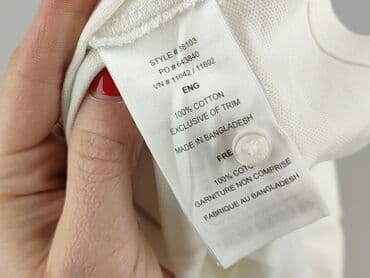 STYLE # 38103
PO # 643840
VN # 11042 / 11692
ENG
100% COTTON
EXCLUSIVE OF TRIM
MADE IN BANGLADESH
FRE
100% COTO
GARNITURE NON COMPRISE
FABRIQUE AU BANGLADESH